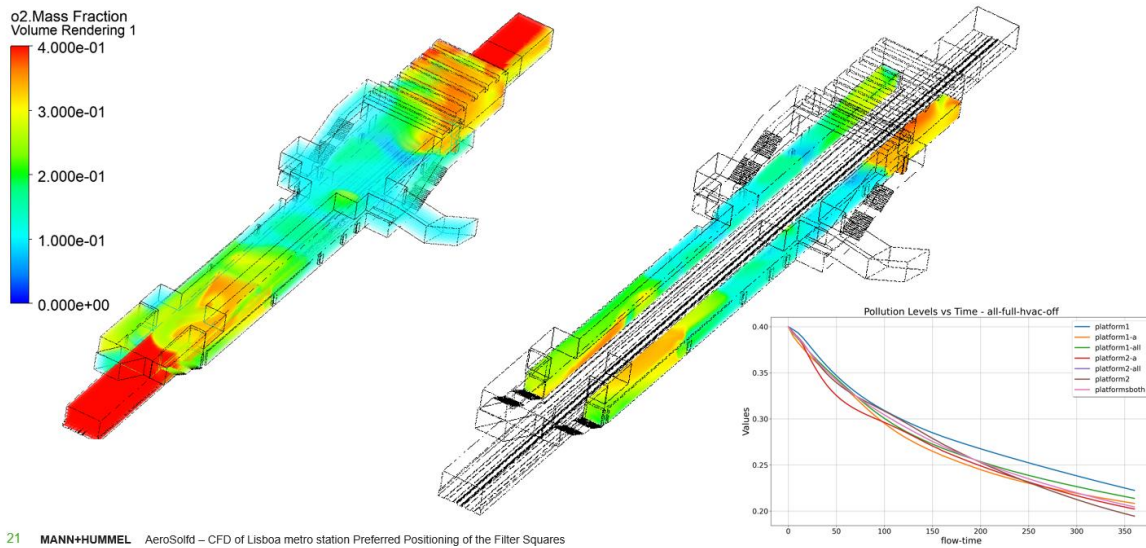 o2.Mass Fraction
Volume Rendering 1
4.000e-01
3.000e-01
2.000e-01
1.000e-01
0.000e+00
Pollution Levels vs Time - all-full-hvac-off
platform1
platform1-a
platform1-all
platform2-a
platform2-all
platform2
platformsboth
0.40
0.35
0.30
0.25
0.20
Values
0 50 100 150 200 250 300 350
flow-time
21 MANN+HUMMEL AeroSolfd – CFD of Lisboa metro station Preferred Positioning of the Filter Squares